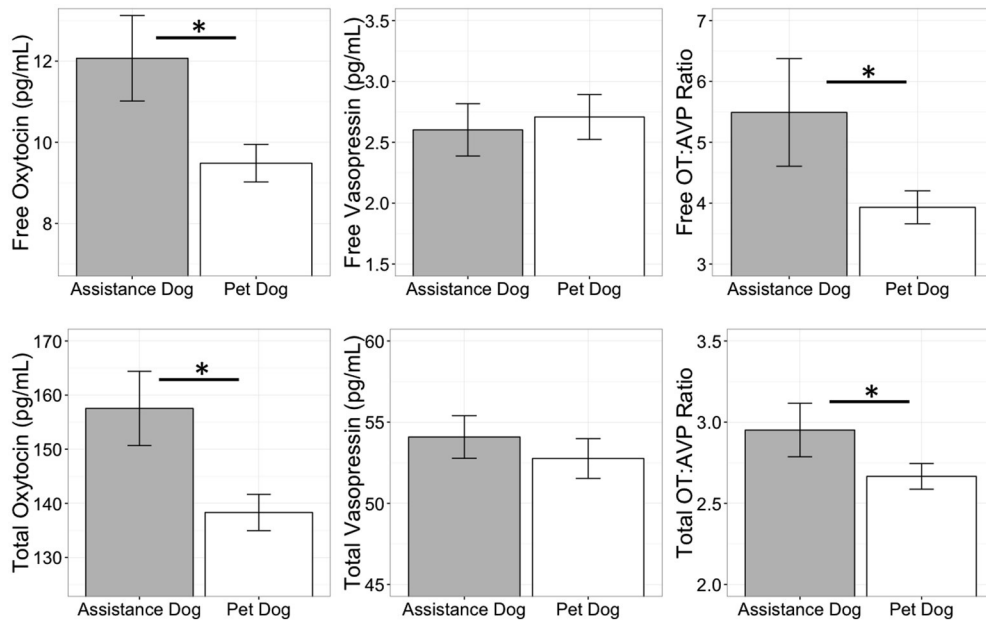 Free Oxytocin (pg/mL)
12
10
8
*
Assistance Dog Pet Dog
Free Vasopressin (pg/mL)
3.5
3.0
2.5
2.0
1.5
Assistance Dog Pet Dog
Free OT:AVP Ratio
7
6
5
4
3
*
Assistance Dog Pet Dog
Total Oxytocin (pg/mL)
170
160
150
140
130
*
Assistance Dog Pet Dog
Total Vasopressin (pg/mL)
60
55
50
45
Assistance Dog Pet Dog
Total OT:AVP Ratio
3.5
3.0
2.5
2.0
*
Assistance Dog Pet Dog